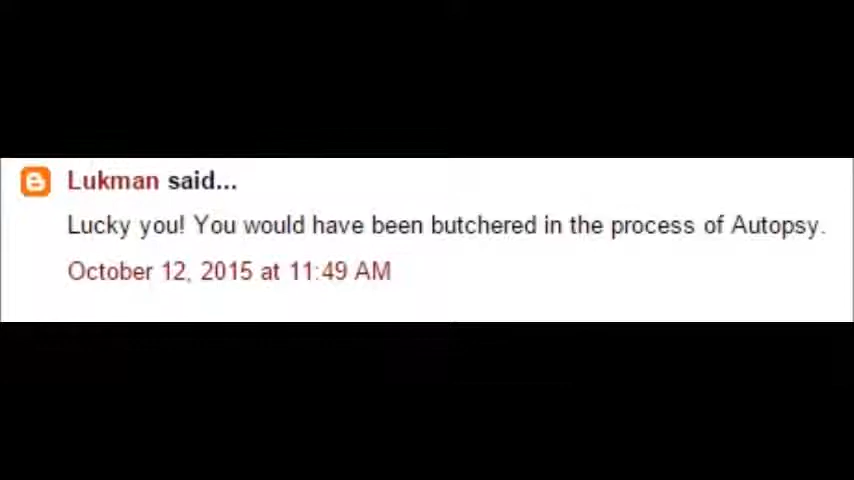 Lukman said...
Lucky you! You would have been butchered in the process of Autopsy.
October 12, 2015 at 11:49 AM